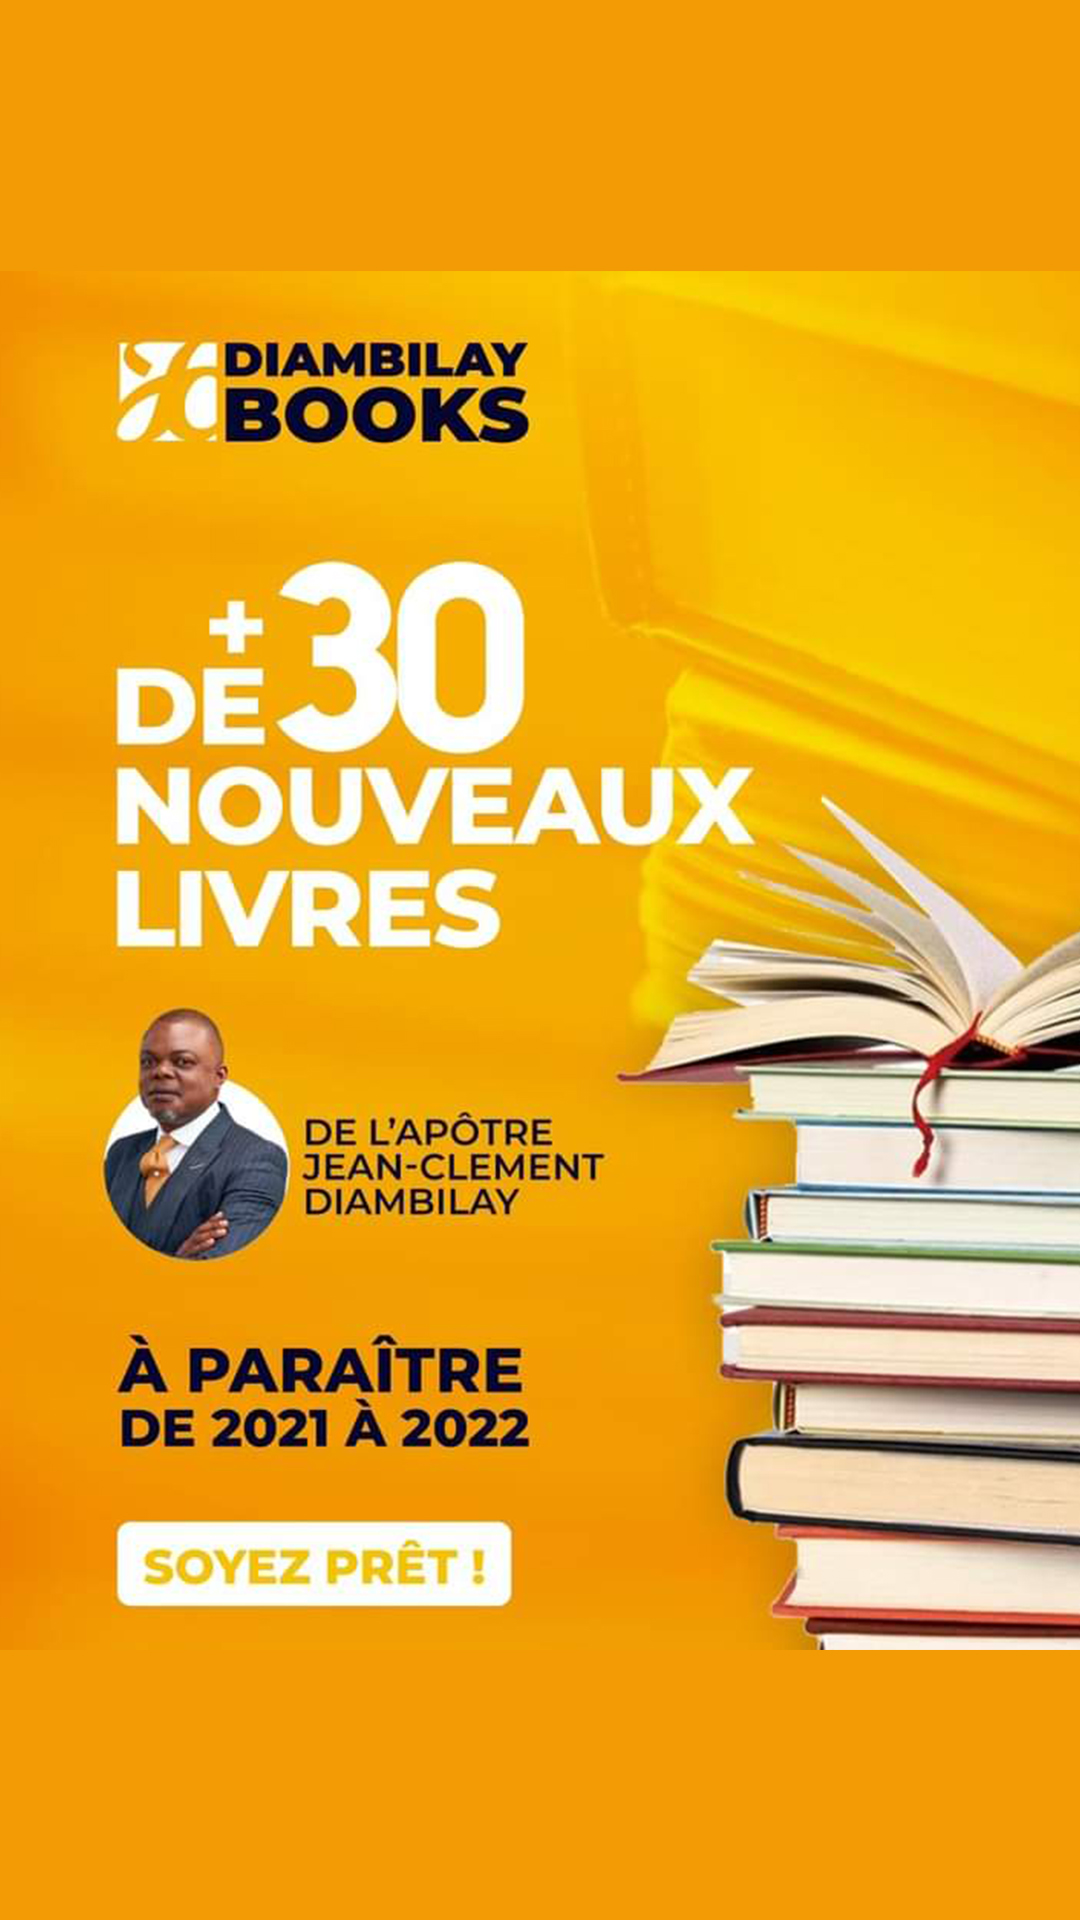 DIAMBILAY
BOOKS
+
DE 30
NOUVEAUX
LIVRES
DE L'APÔTRE
JEAN-CLEMENT
DIAMBILAY
À PARAÎTRE
DE 2021 À 2022
SOYEZ PRÊT !